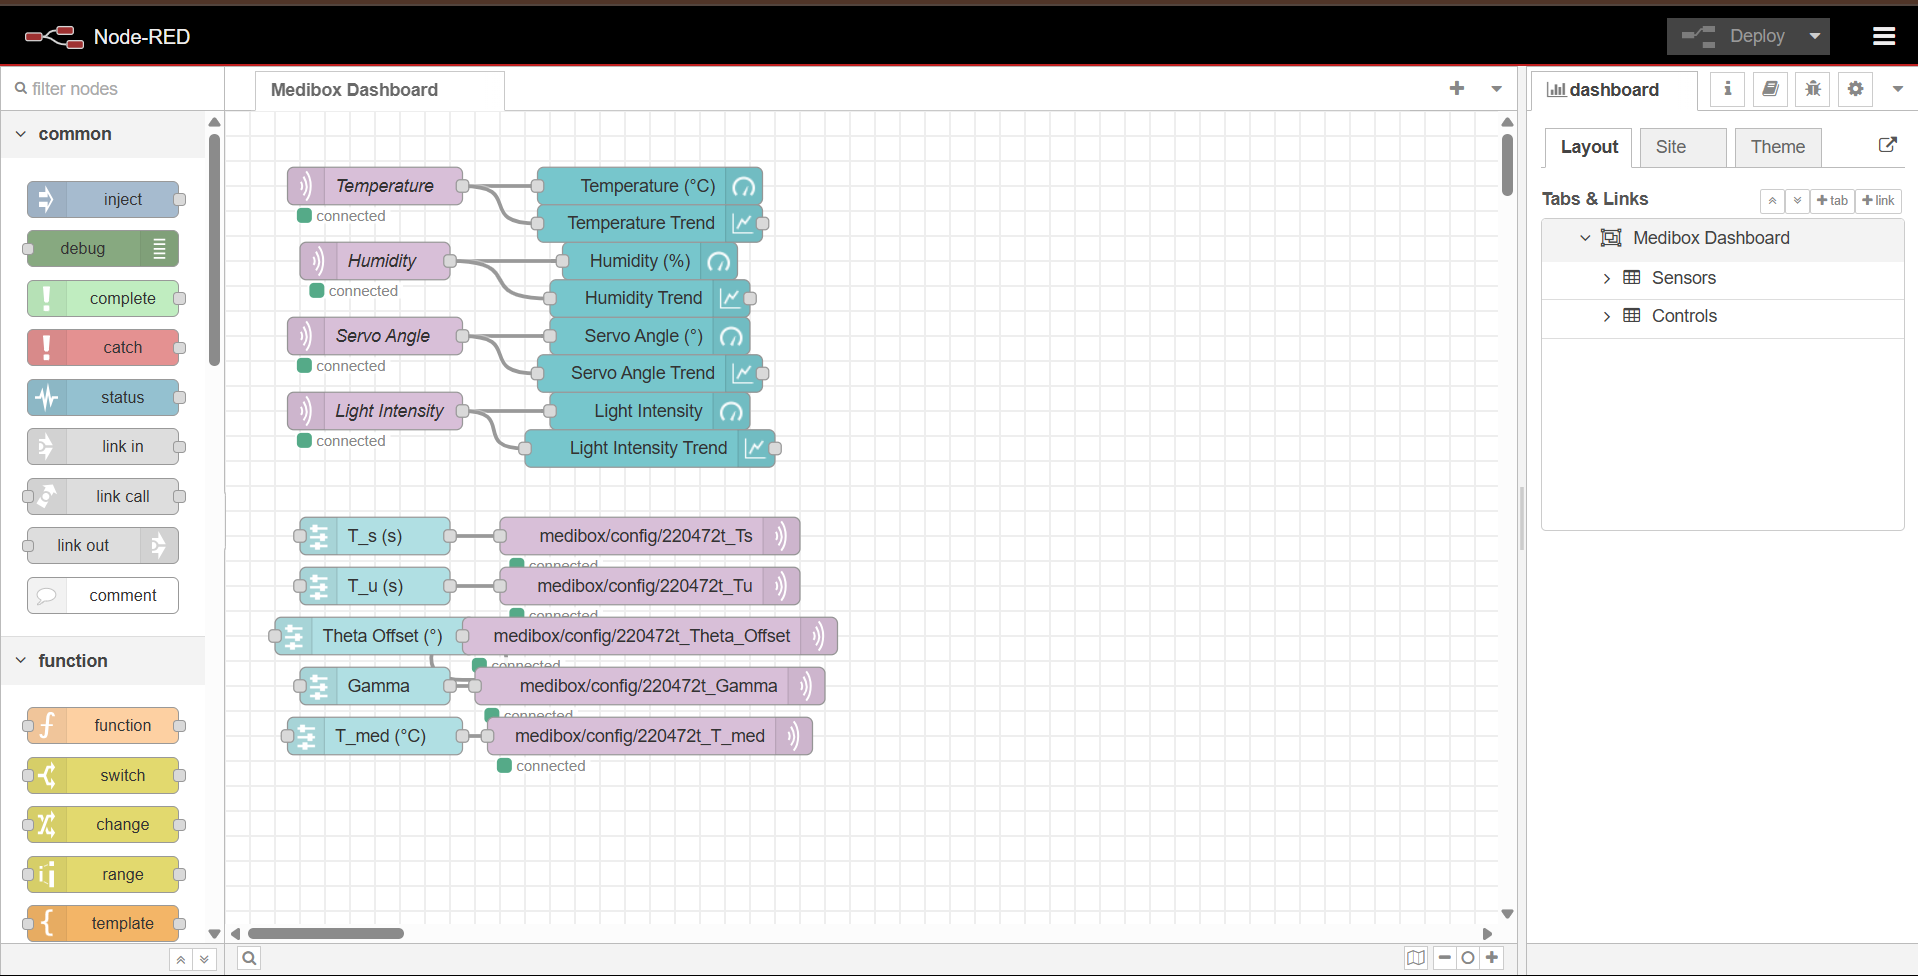 Node-RED
Deploy
filter nodes
common
inject
debug
complete
catch
status
link in
link call
link out
comment
function
function
switch
change
range
template
Medibox Dashboard
Temperature
connected
Temperature (°C)
Temperature Trend
Humidity
connected
Humidity (%)
Humidity Trend
Servo Angle
connected
Servo Angle (°)
Servo Angle Trend
Light Intensity
connected
Light Intensity
Light Intensity Trend
T_s (s)
medibox/config/220472t_Ts
connected
T_u (s)
medibox/config/220472t_Tu
connected
Theta Offset (°)
medibox/config/220472t_Theta_Offset
connected
Gamma
medibox/config/220472t_Gamma
connected
T_med (°C)
medibox/config/220472t_T_med
connected
dashboard
Layout
Site
Theme
Tabs & Links
tab
link
Medibox Dashboard
Sensors
Controls